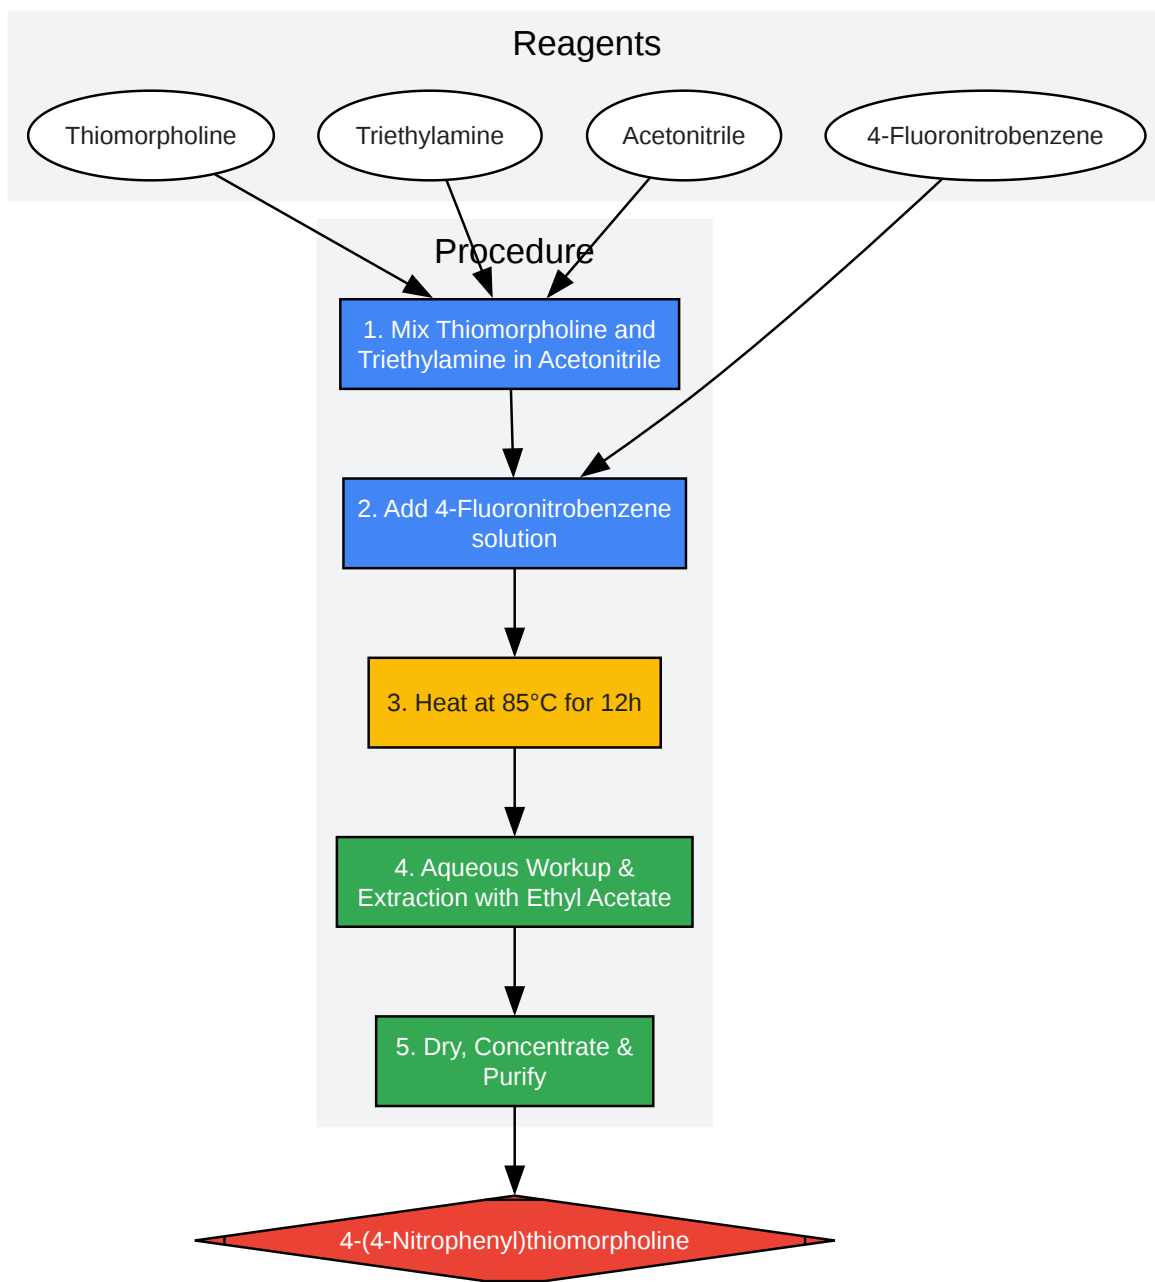 Reagents
Thiomorpholine
Triethylamine
Acetonitrile
4-Fluoronitrobenzene
Procedure
1. Mix Thiomorpholine and
Triethylamine in Acetonitrile
2. Add 4-Fluoronitrobenzene
solution
3. Heat at 85°C for 12h
4. Aqueous Workup &
Extraction with Ethyl Acetate
5. Dry, Concentrate &
Purify
4-(4-Nitrophenyl)thiomorpholine